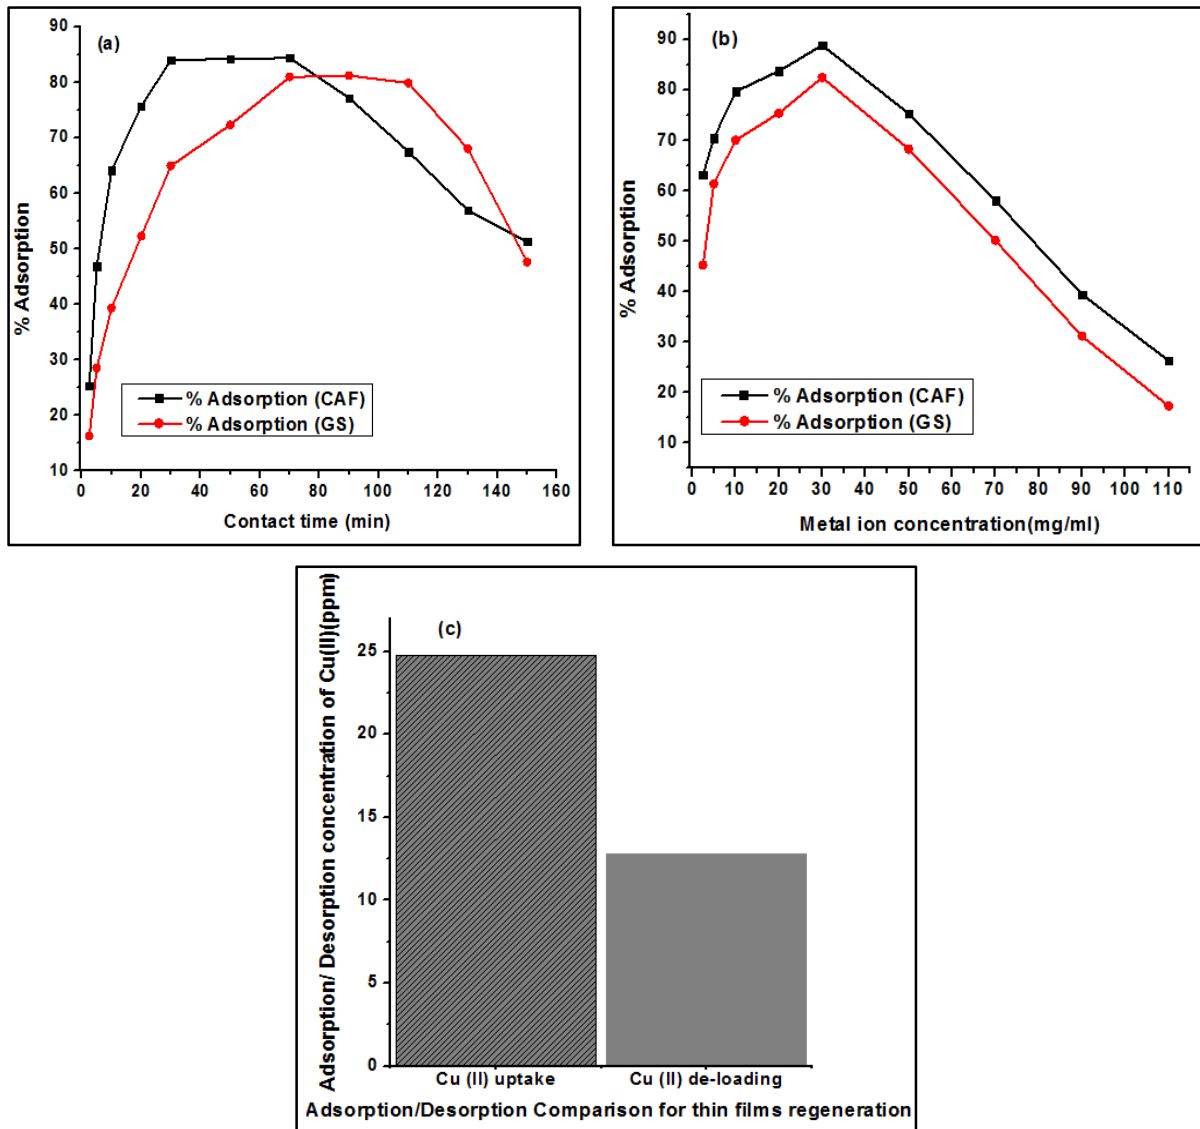 (a)
90
80
70
60
50
40
30
20
10
% Adsorption
% Adsorption (CAF)
% Adsorption (GS)
0 20 40 60 80 100 120 140 160
Contact time (min)
(b)
90
80
70
60
50
40
30
20
10
% Adsorption
% Adsorption (CAF)
% Adsorption (GS)
0 10 20 30 40 50 60 70 80 90 100 110
Metal ion concentration(mg/ml)
(c)
25
20
15
10
5
0
Adsorption/ Desorption concentration of Cu(II)(ppm)
Cu (II) uptake Cu (II) de-loading
Adsorption/Desorption Comparison for thin films regeneration